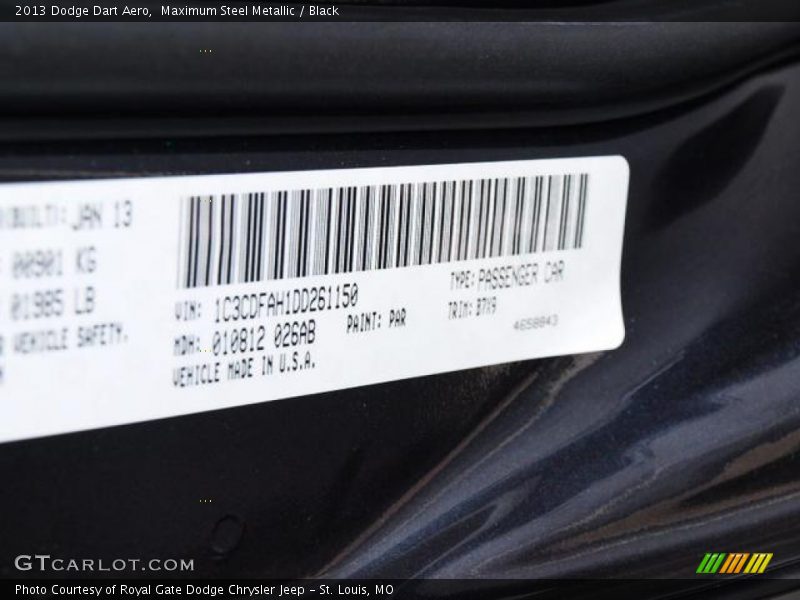 2013 Dodge Dart Aero,  Maximum Steel Metallic / Black
JAN 13
00901 KG
01985 LB
VEHICLE SAFETY.
VIN: 1C3CDFAH1DD261150
MDH: 010812 026AB
VEHICLE MADE IN U.S.A.
PAINT: PAR
TYPE: PASSENGER CAR
TRIM: B7X9
4658843
GTCARLOT.COM
Photo Courtesy of Royal Gate Dodge Chrysler Jeep - St. Louis, MO